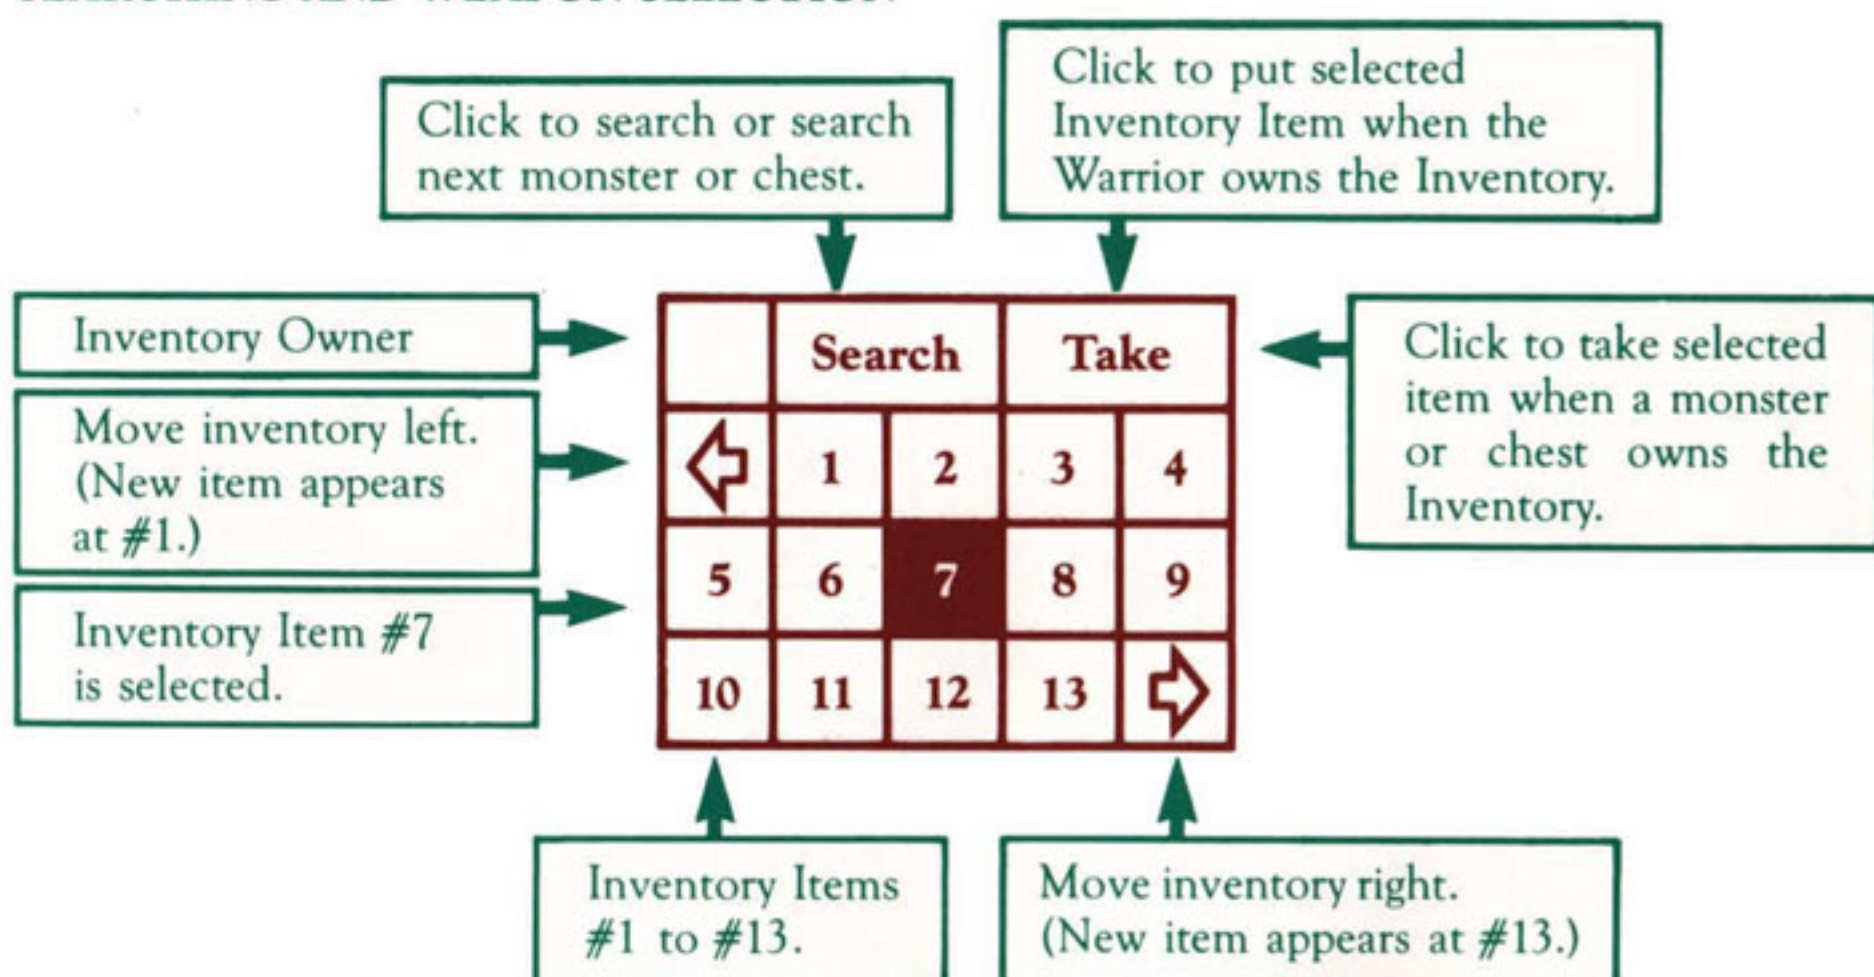 Click to search or search
next monster or chest.
Click to put selected
Inventory Item when the
Warrior owns the Inventory.
Inventory Owner
Move inventory left.
(New item appears
at #1.)
Inventory Item #7
is selected.
Search Take
1 2 3 4
5 6 7 8 9
10 11 12 13
Click to take selected
item when a monster
or chest owns the
Inventory.
Inventory Items
#1 to #13.
Move inventory right.
(New item appears at #13.)